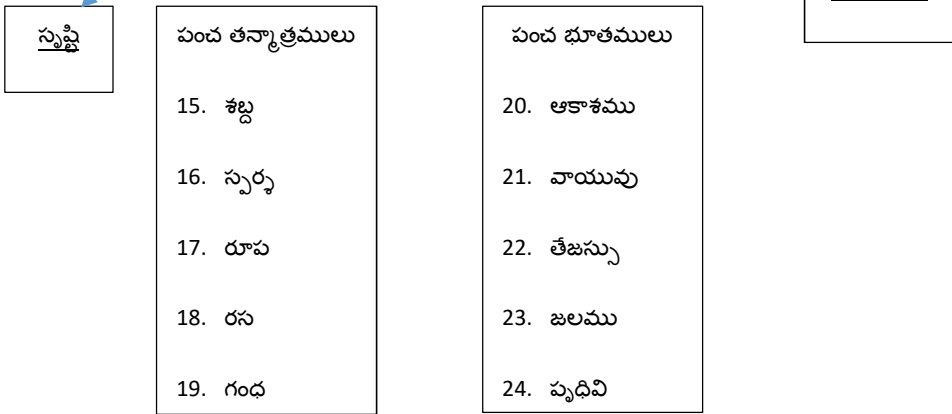 సృష్టి
పంచ తన్మాత్రములు
15. శబ్ద
16. స్పర్శ
17. రూప
18. రస
19. గంధ
పంచ భూతములు
20. ఆకాశము
21. వాయువు
22. తేజస్సు
23. జలము
24. పృధివి